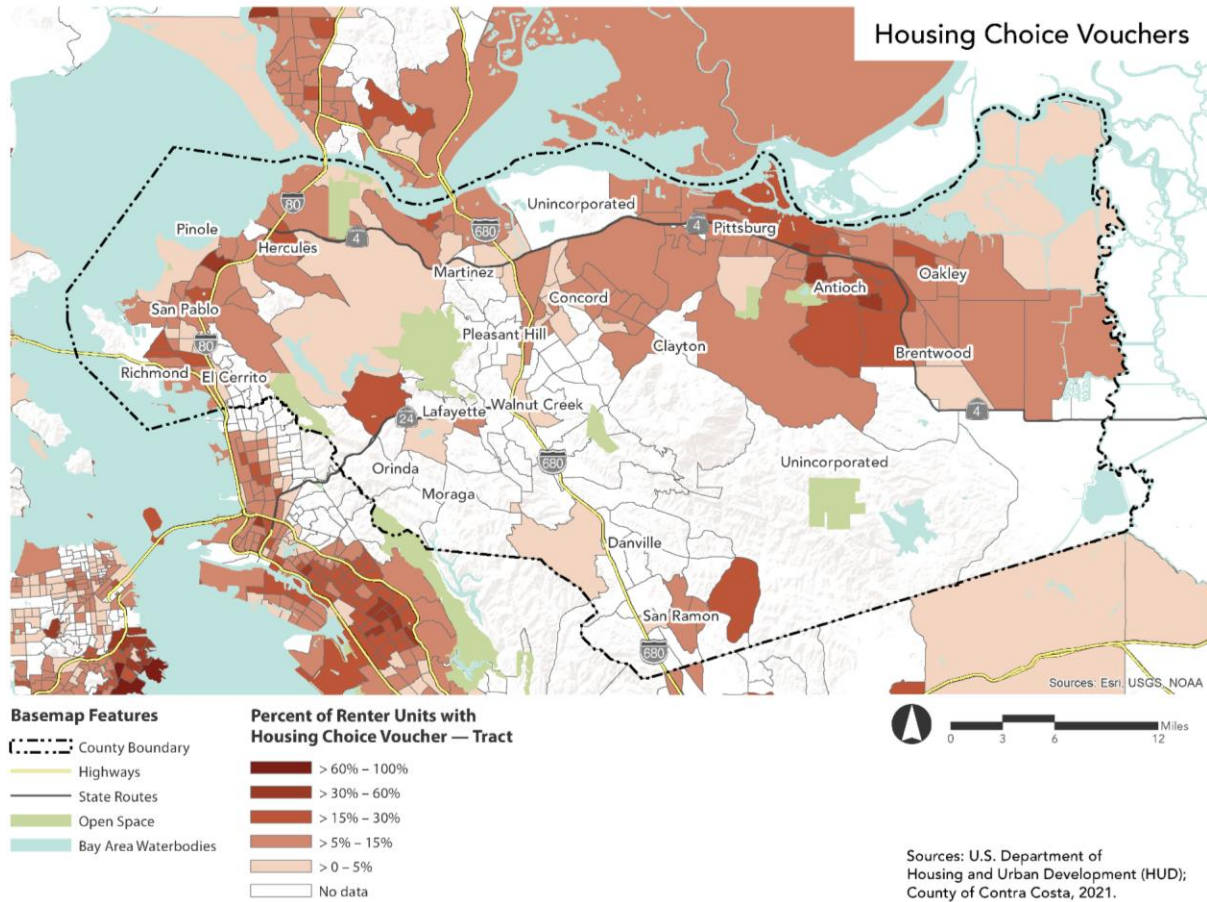 Housing Choice Vouchers
Unincorporated
80
Pinole
Hercules
4
680
4
Pittsburg
Martinez
Oakley
Antioch
San Pablo
Concord
80
Pleasant Hill
Clayton
Brentwood
Richmond
El Cerrito
24
Lafayette
Walnut Creek
4
Orinda
680
Unincorporated
Moraga
Danville
San Ramon
680
Sources: Esri, USGS, NOAA
Basemap Features
County Boundary
Highways
State Routes
Open Space
Bay Area Waterbodies
Percent of Renter Units with
Housing Choice Voucher — Tract
> 60% – 100%
> 30% – 60%
> 15% – 30%
> 5% – 15%
> 0 – 5%
No data
Miles
0 3 6 12
Sources: U.S. Department of
Housing and Urban Development (HUD);
County of Contra Costa, 2021.